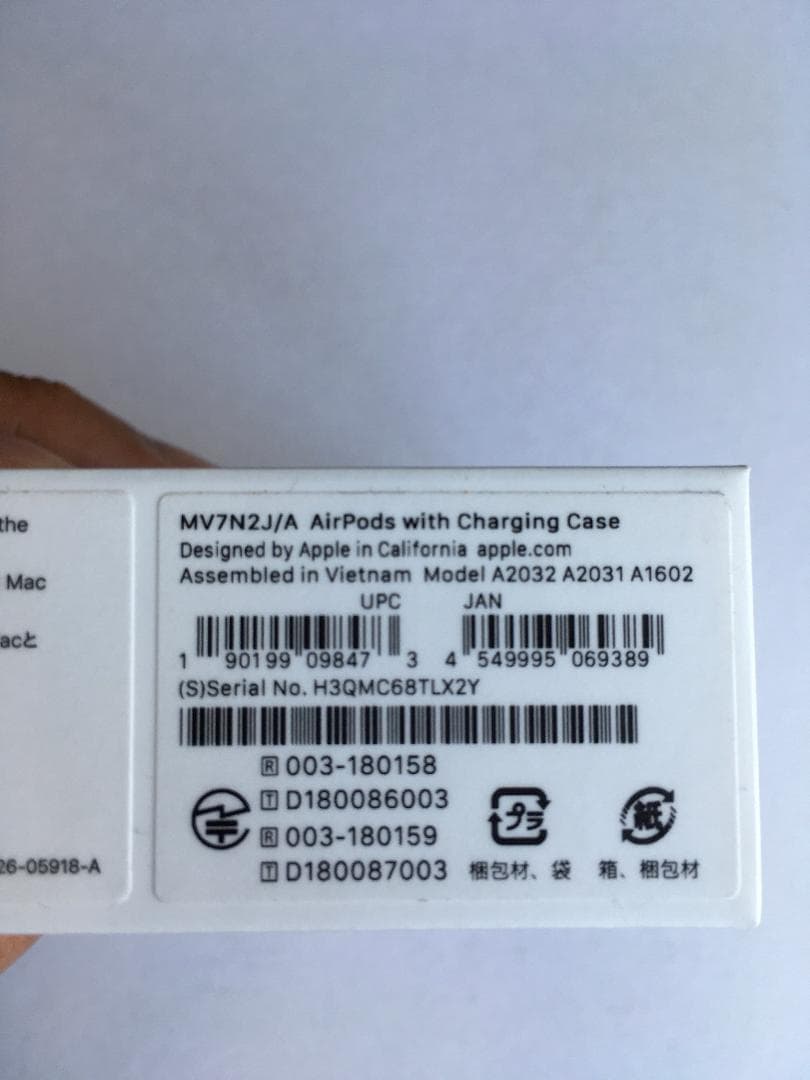 the
Mac
acと
26-05918-A
MV7N2J/A AirPods with Charging Case
Designed by Apple in California apple.com
Assembled in Vietnam Model A2032 A2031 A1602
UPC JAN
1 90199 09847 3 4 549995 069389
(S)Serial No. H3QMC68TLX2Y
R 003-180158
T D180086003
R 003-180159
T D180087003
プラ 紙
梱包材、袋 箱、梱包材